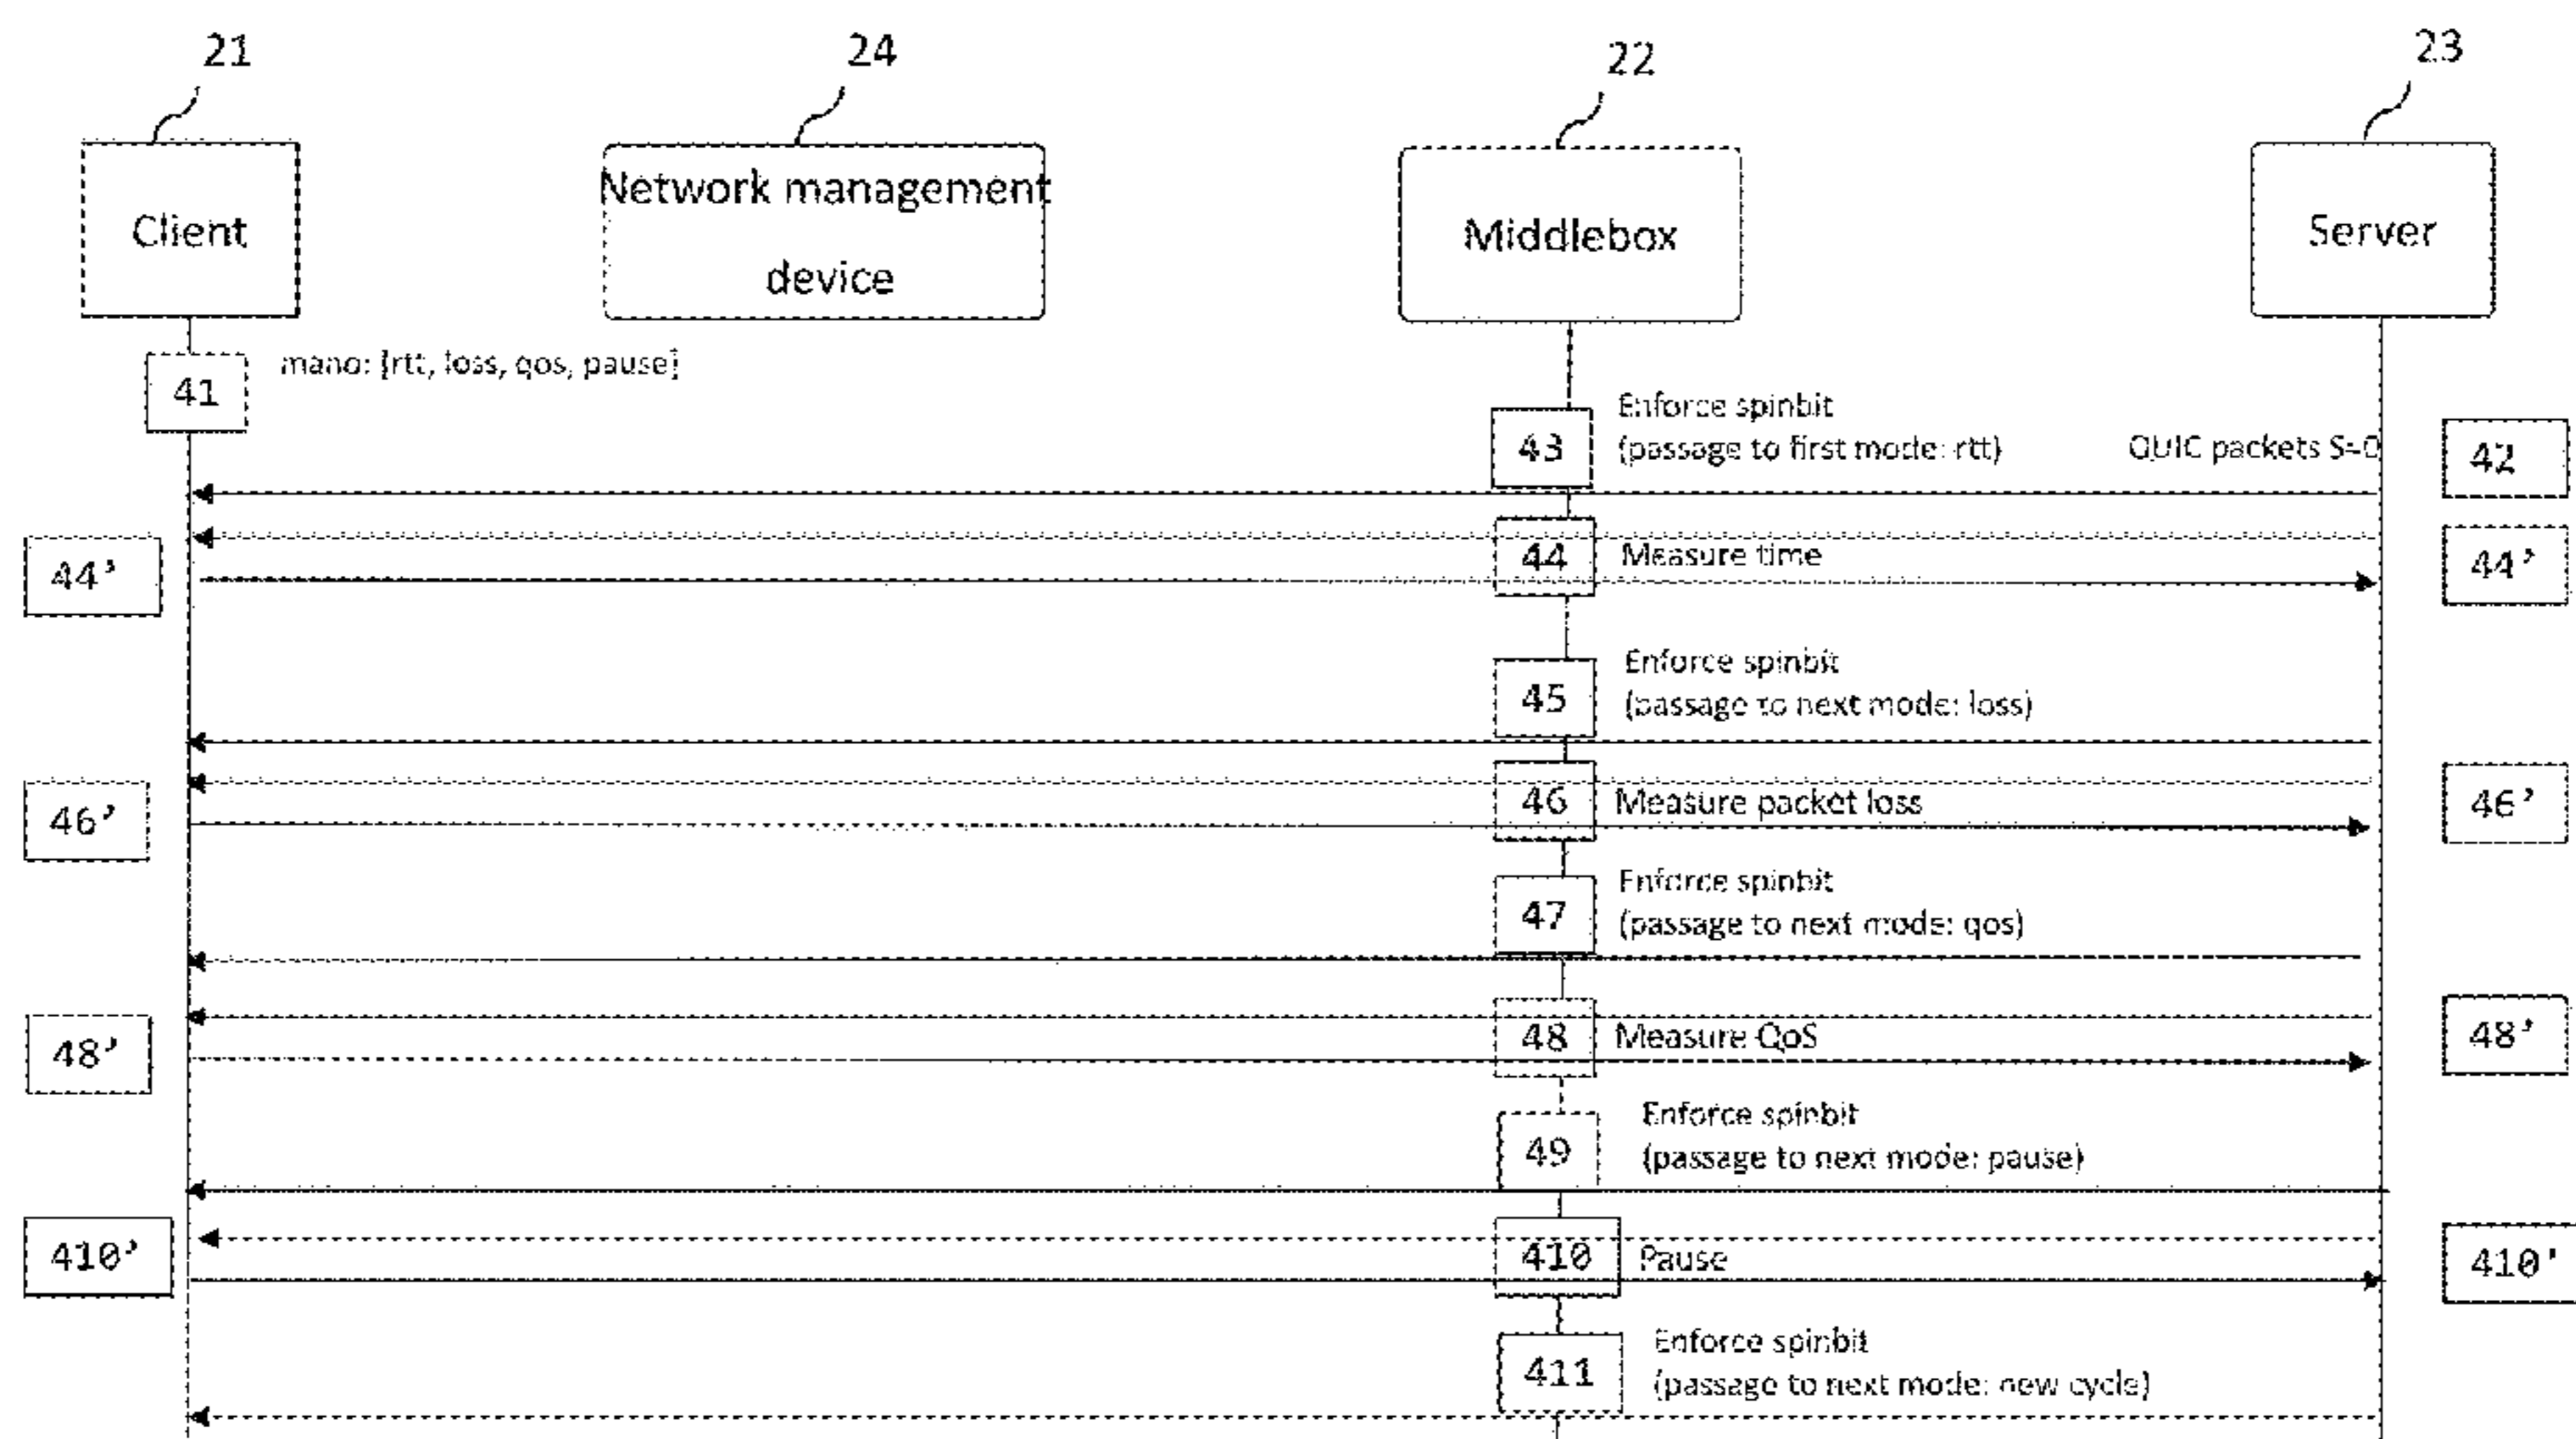 21
24
22
23
Client
Network management
device
Middlebox
Server
41
mano: [rtt, loss, qos, pause]
43
Enforce spinbit
(passage to first mode: rtt)
QUIC packets S=0
42
44'
44
Measure time
44'
45
Enforce spinbit
(passage to next mode: loss)
46'
46
Measure packet loss
46'
47
Enforce spinbit
(passage to next mode: qos)
48'
48
Measure QoS
48'
49
Enforce spinbit
(passage to next mode: pause)
410'
410
Pause
410'
411
Enforce spinbit
(passage to next mode: new cycle)